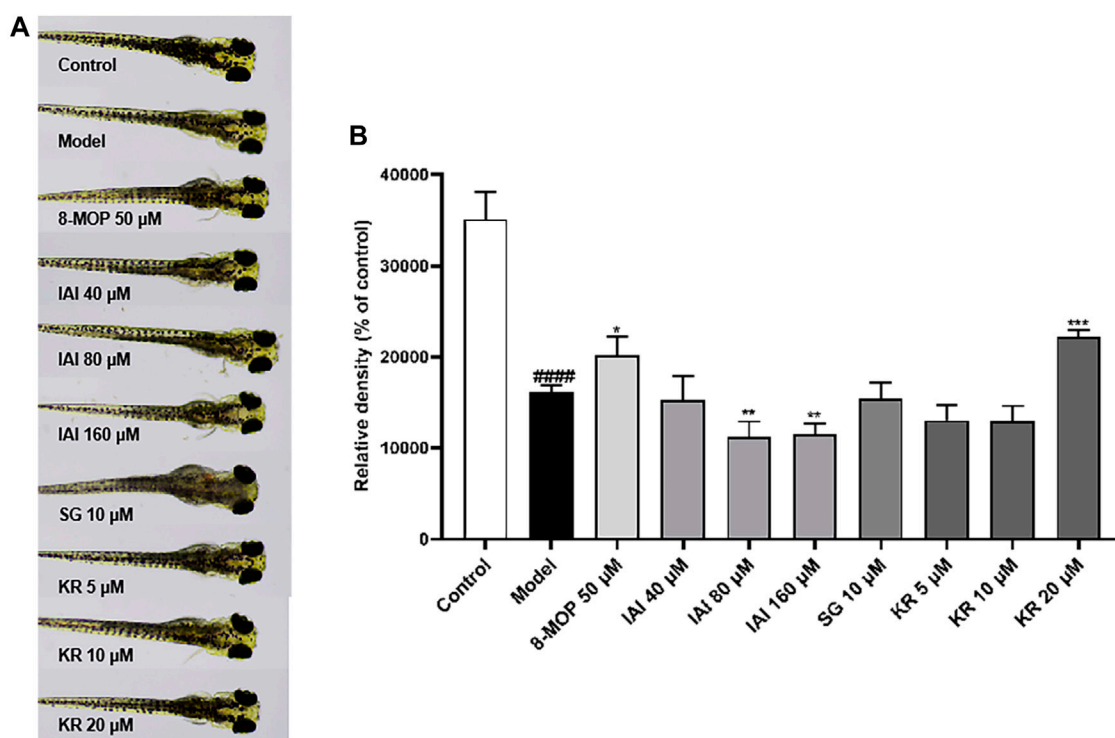 A
Control
Model
8-MOP 50 µM
IAI 40 µM
IAI 80 µM
IAI 160 µM
SG 10 µM
KR 5 µM
KR 10 µM
KR 20 µM
B
Relative density (% of control)
40000
30000
20000
10000
0
####
*
**
**
***
Control
Model
8-MOP 50 µM
IAI 40 µM
IAI 80 µM
IAI 160 µM
SG 10 µM
KR 5 µM
KR 10 µM
KR 20 µM